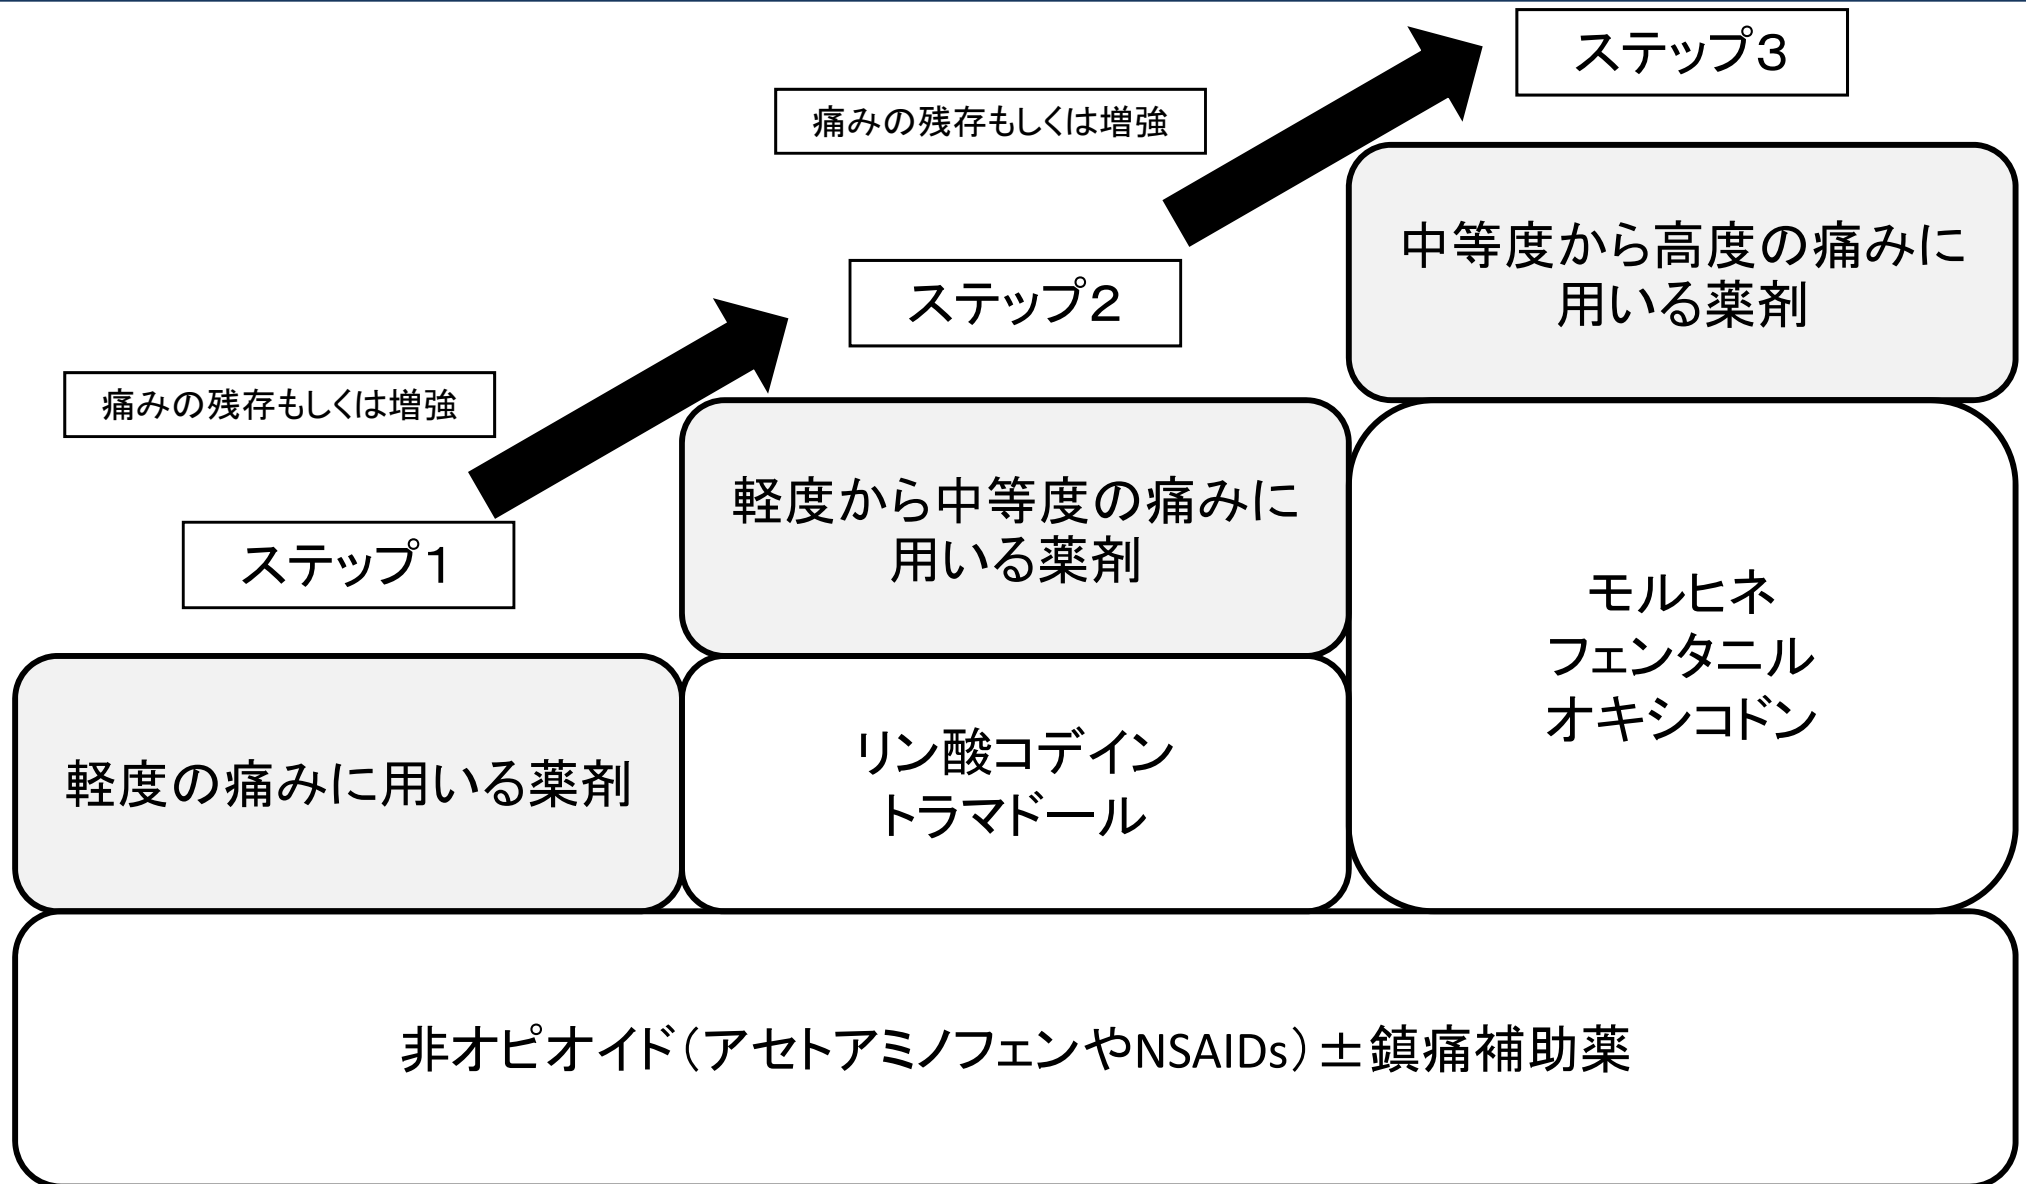 ステップ3
痛みの残存もしくは増強
中等度から高度の痛みに
用いる薬剤
ステップ2
痛みの残存もしくは増強
軽度から中等度の痛みに
用いる薬剤
ステップ1
モルヒネ
フェンタニル
オキシコドン
軽度の痛みに用いる薬剤
リン酸コデイン
トラマドール
非オピオイド(アセトアミノフェンやNSAIDs)±鎮痛補助薬